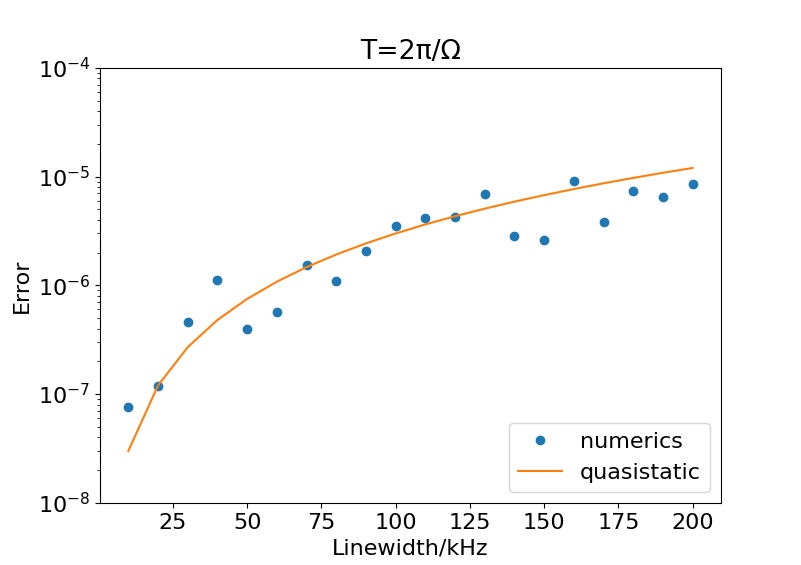 T=2π/Ω
10⁻⁴
10⁻⁵
10⁻⁶
10⁻⁷
10⁻⁸
Error
numerics
quasistatic
25 50 75 100 125 150 175 200
Linewidth/kHz